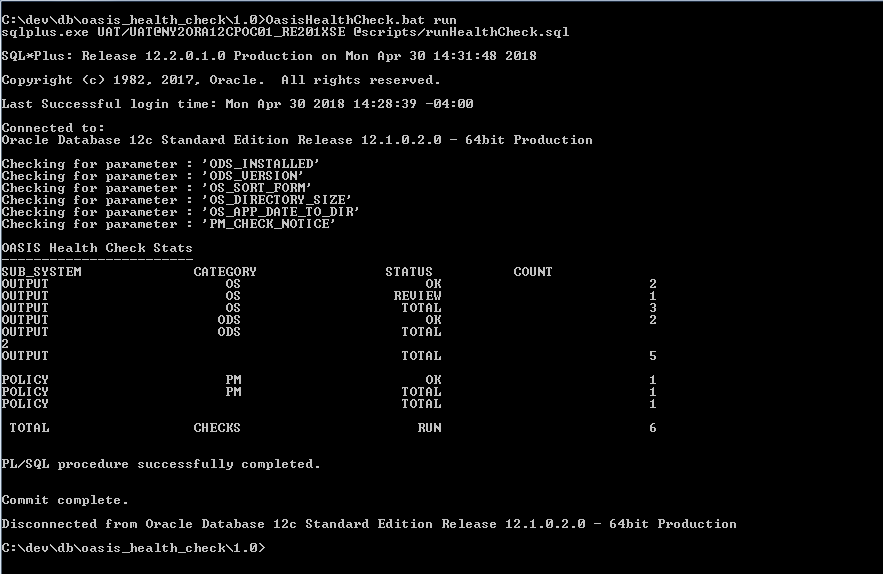 C:\dev\db\oasis_health_check\1.0>OasisHealthCheck.bat run
sqlplus.exe UAT/UAT@NY2ORA12CPOC01_RE201XSE @scripts/runHealthCheck.sql
SQL*Plus: Release 12.2.0.1.0 Production on Mon Apr 30 14:31:48 2018
Copyright (c) 1982, 2017, Oracle.  All rights reserved.
Last Successful login time: Mon Apr 30 2018 14:28:39 -04:00
Connected to:
Oracle Database 12c Standard Edition Release 12.1.0.2.0 - 64bit Production
Checking for parameter : 'ODS_INSTALLED'
Checking for parameter : 'ODS_VERSION'
Checking for parameter : 'OS_SORT_FORM'
Checking for parameter : 'OS_DIRECTORY_SIZE'
Checking for parameter : 'OS_APP_DATE_TO_DIR'
Checking for parameter : 'PM_CHECK_NOTICE'
OASIS Health Check Stats
------------------------
SUB_SYSTEM CATEGORY STATUS COUNT
OUTPUT OS OK 2
OUTPUT OS REVIEW 1
OUTPUT OS TOTAL 3
OUTPUT ODS OK 2
OUTPUT ODS TOTAL
2
OUTPUT TOTAL 5
POLICY PM OK 1
POLICY PM TOTAL 1
POLICY TOTAL 1
TOTAL CHECKS RUN 6
PL/SQL procedure successfully completed.
Commit complete.
Disconnected from Oracle Database 12c Standard Edition Release 12.1.0.2.0 - 64bit Production
C:\dev\db\oasis_health_check\1.0>